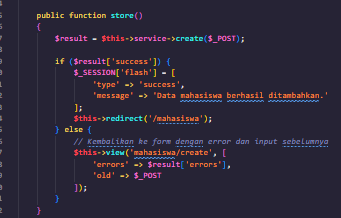 public function store()
{
$result = $this->service->create($_POST);
if ($result['success']) {
$_SESSION['flash'] = [
'type' => 'success',
'message' => 'Data mahasiswa berhasil ditambahkan.'
];
$this->redirect('/mahasiswa');
} else {
// Kembalikan ke form dengan error dan input sebelumnya
$this->view('mahasiswa/create', [
'errors' => $result['errors'],
'old' => $_POST
]);
}
}